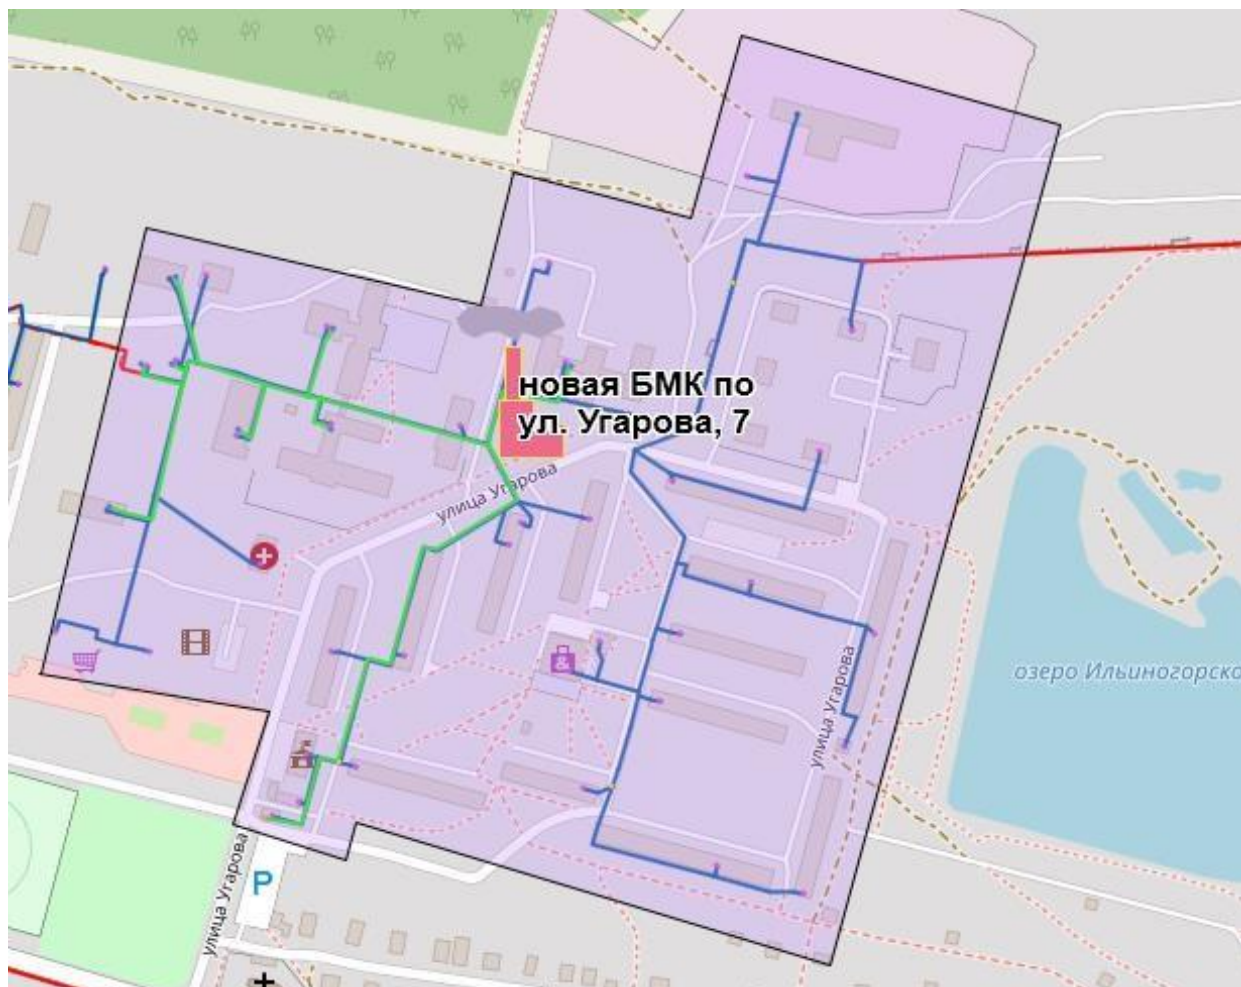 новая БМК по
ул. Угарова, 7
улица Угарова
озеро Ильиногорско
улица Угарова
P
улица Угарова